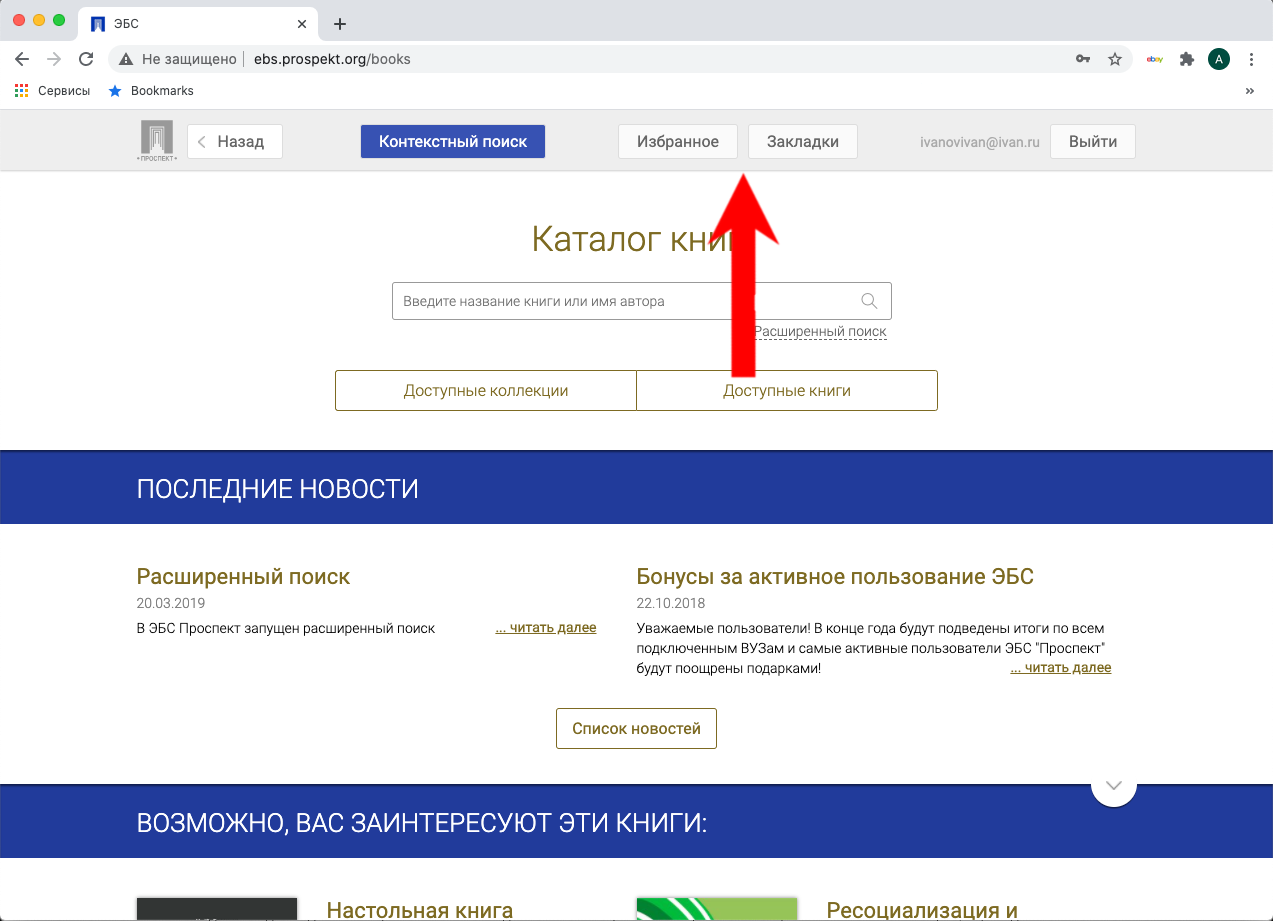 ЭБС
Не защищено ebs.prospekt.org/books
ebay
A
Сервисы Bookmarks
ПРОСПЕКТ
Назад
Контекстный поиск
Избранное
Закладки
ivanovivan@ivan.ru
Выйти
Каталог книг
Введите название книги или имя автора
Расширенный поиск
Доступные коллекции
Доступные книги
ПОСЛЕДНИЕ НОВОСТИ
Расширенный поиск
20.03.2019
В ЭБС Проспект запущен расширенный поиск
... читать далее
Бонусы за активное пользование ЭБС
22.10.2018
Уважаемые пользователи! В конце года будут подведены итоги по всем
подключенным ВУЗам и самые активные пользователи ЭБС "Проспект"
будут поощрены подарками!
... читать далее
Список новостей
ВОЗМОЖНО, ВАС ЗАИНТЕРЕСУЮТ ЭТИ КНИГИ:
Настольная книга
Ресоциализация и